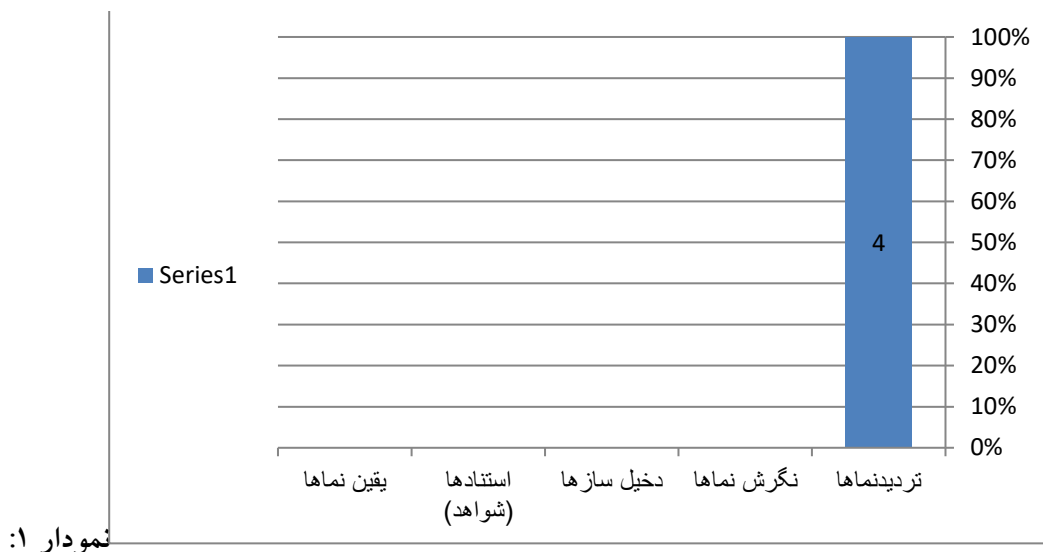 100%
90%
80%
70%
60%
50%
40%
30%
20%
10%
0%
4
Series1
تردیدنماها
نگرش نماها
دخیل سازها
استنادها
(شواهد)
یقین نماها
نمودار ۱: